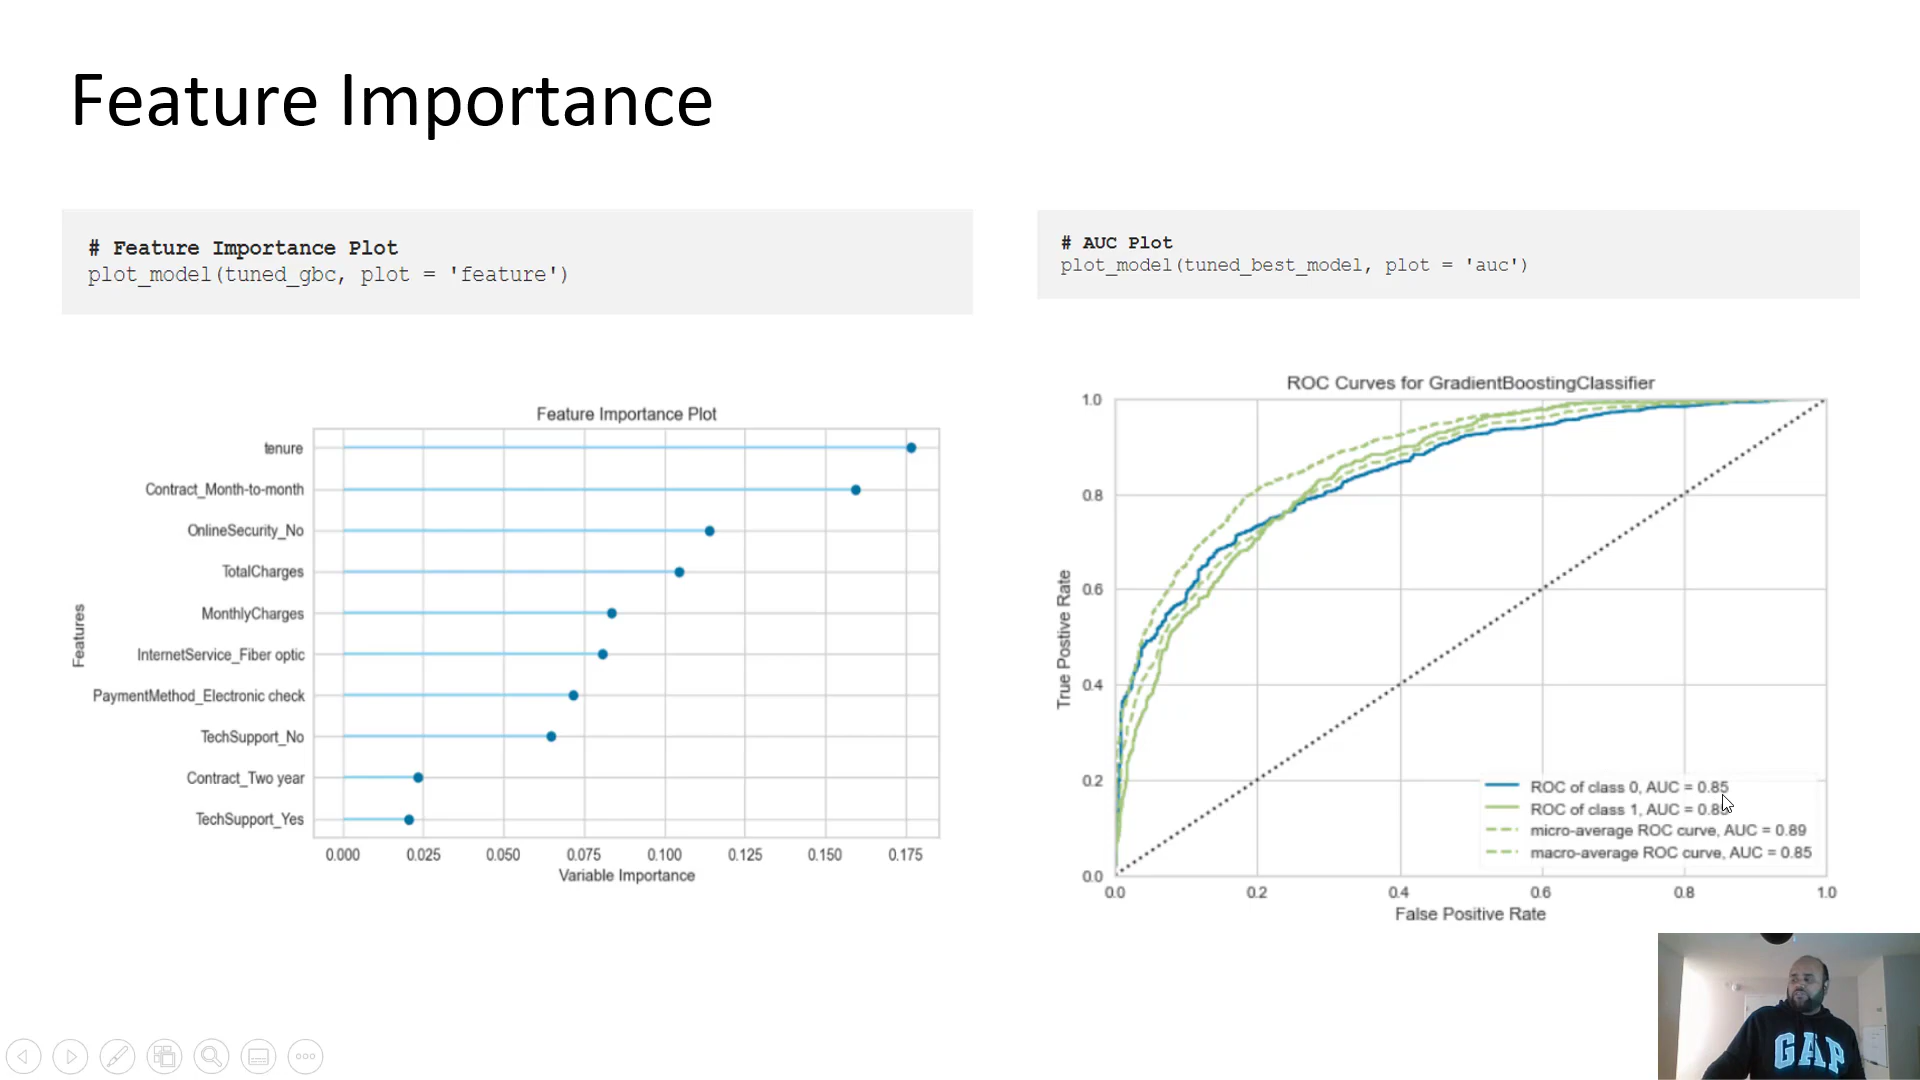 Feature Importance
# Feature Importance Plot
plot_model(tuned_gbc, plot = 'feature')
# AUC Plot
plot_model(tuned_best_model, plot = 'auc')
Feature Importance Plot
tenure
Contract_Month-to-month
OnlineSecurity_No
TotalCharges
MonthlyCharges
InternetService_Fiber optic
PaymentMethod_Electronic check
TechSupport_No
Contract_Two year
TechSupport_Yes
Features
0.000 0.025 0.050 0.075 0.100 0.125 0.150 0.175
Variable Importance
ROC Curves for GradientBoostingClassifier
1.0
0.8
0.6
0.4
0.2
0.0
True Postive Rate
ROC of class 0, AUC = 0.85
ROC of class 1, AUC = 0.85
micro-average ROC curve, AUC = 0.89
macro-average ROC curve, AUC = 0.85
0.0 0.2 0.4 0.6 0.8 1.0
False Positive Rate
GAP